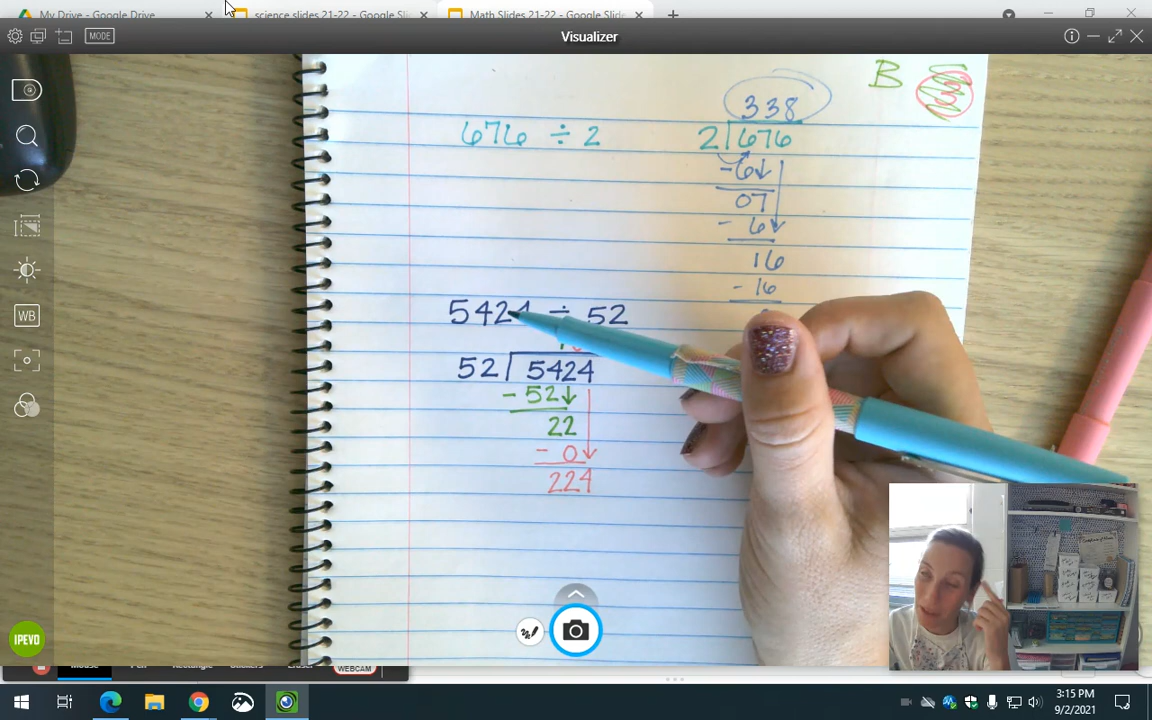 My Drive - Google Drive
science slides 21-22 - Google Sli
Math Slides 21-22 - Google Slide
MODE
Visualizer
B
338
676 ÷ 2
2 676
- 6
07
- 6
16
- 16
5424 ÷ 52
52 5424
- 52
22
- 0
224
WB
IPEVO
WEBCAM
3:15 PM
9/2/2021